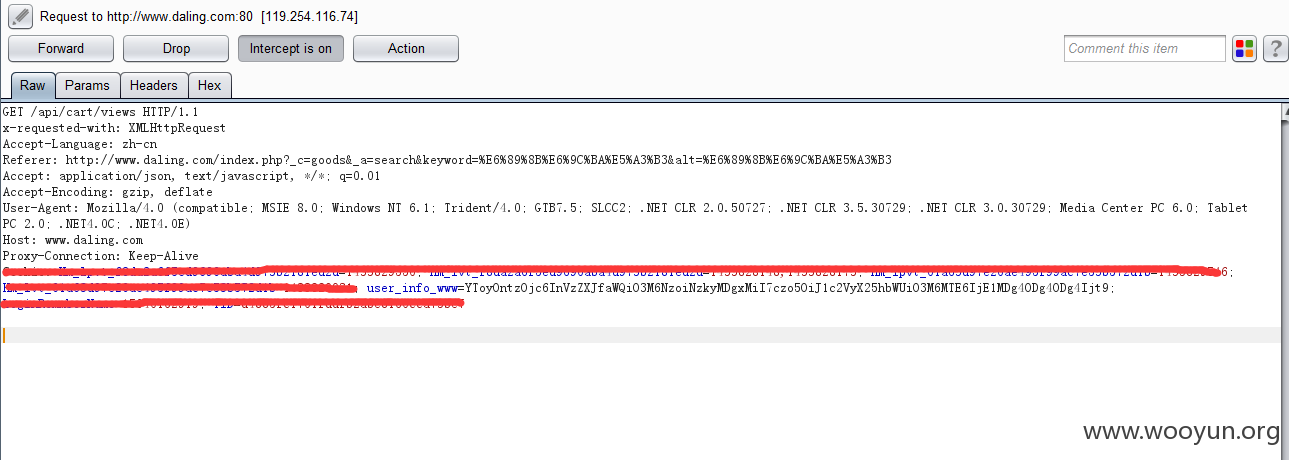 Request to http://www.daling.com:80 [119.254.116.74]
Forward Drop Intercept is on Action Comment this item ?
Raw Params Headers Hex
GET /api/cart/views HTTP/1.1
x-requested-with: XMLHttpRequest
Accept-Language: zh-cn
Referer: http://www.daling.com/index.php?_c=goods&_a=search&keyword=%E6%89%8B%E6%9C%BA%E5%A3%B3&alt=%E6%89%8B%E6%9C%BA%E5%A3%B3
Accept: application/json, text/javascript, */*; q=0.01
Accept-Encoding: gzip, deflate
User-Agent: Mozilla/4.0 (compatible; MSIE 8.0; Windows NT 6.1; Trident/4.0; GTB7.5; SLCC2; .NET CLR 2.0.50727; .NET CLR 3.5.30729; .NET CLR 3.0.30729; Media Center PC 6.0; Tablet
PC 2.0; .NET4.0C; .NET4.0E)
Host: www.daling.com
Proxy-Connection: Keep-Alive
user_info_www=YToyOntzOjc6InVzZXJfaWQiO3M6NzoiNzkyMDgxMiI7czo5OiJ1c2VyX25hbWUiO3M6MTE6IjE1MDg4ODg4ODg4Ijt9;
www.wooyun.org